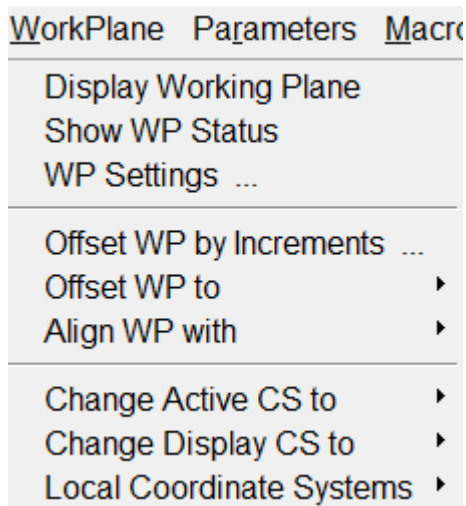 WorkPlane Parameters Macro
Display Working Plane
Show WP Status
WP Settings ...
Offset WP by Increments ...
Offset WP to
Align WP with
Change Active CS to
Change Display CS to
Local Coordinate Systems